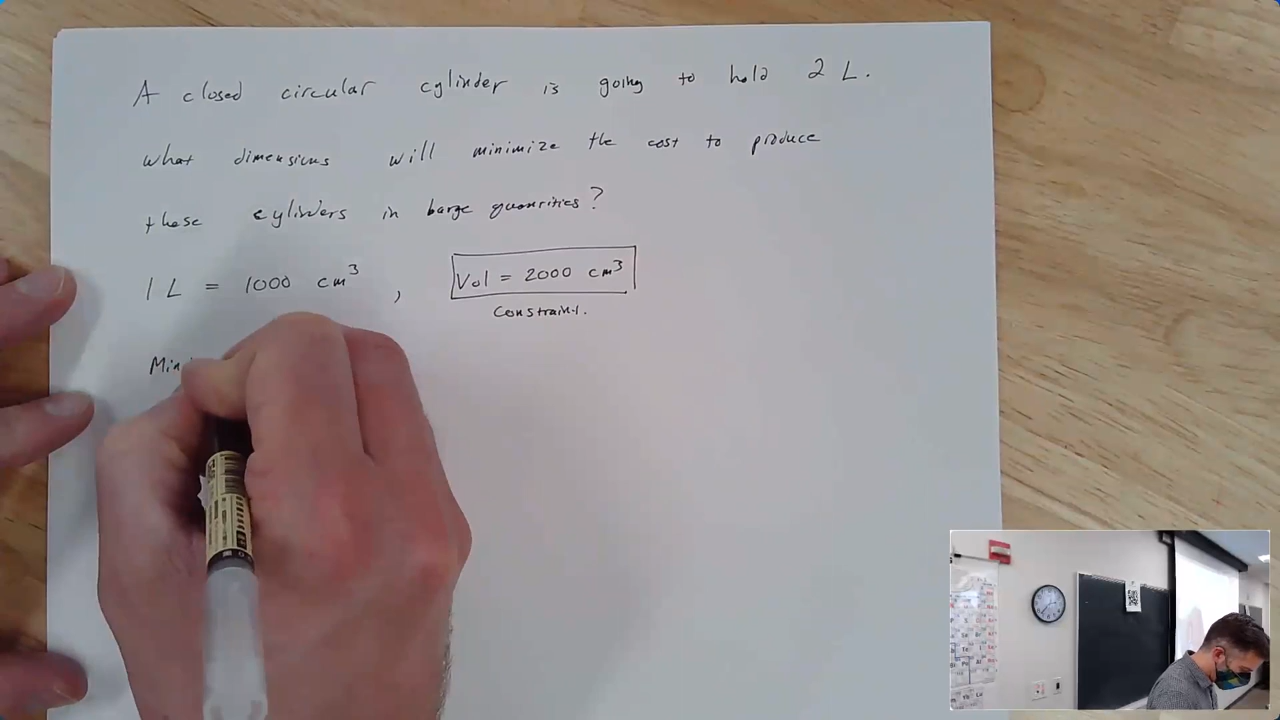 A closed circular cylinder is going to hold 2 L.
What dimensions will minimize the cost to produce
these cylinders in large quantities?
1 L = 1000 cm³ , Vol = 2000 cm³
Constraint.